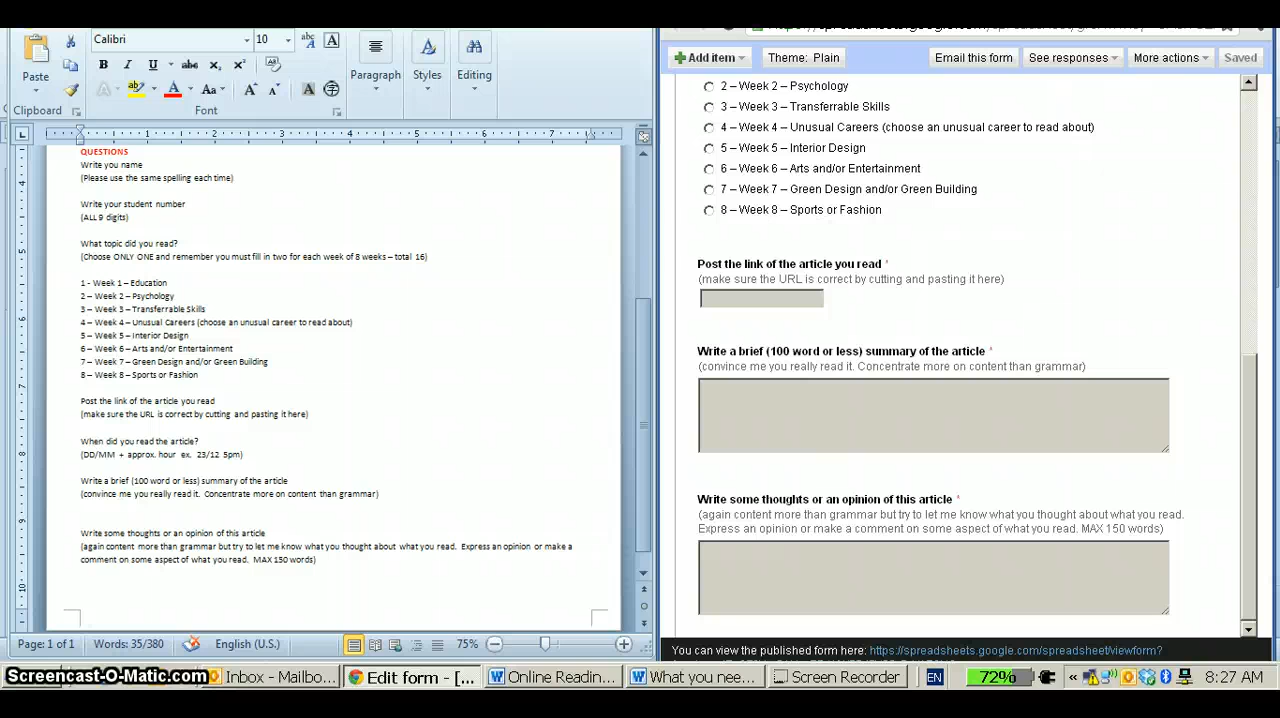 Calibri
10
Paste
Paragraph
Styles
Editing
Clipboard
Font
QUESTIONS
Write you name
(Please use the same spelling each time)
Write your student number
(ALL 9 digits)
What topic did you read?
(Choose ONLY ONE and remember you must fill in two for each week of 8 weeks – total 16)
1 - Week 1 – Education
2 – Week 2 – Psychology
3 – Week 3 – Transferrable Skills
4 – Week 4 – Unusual Careers (choose an unusual career to read about)
5 – Week 5 – Interior Design
6 – Week 6 – Arts and/or Entertainment
7 – Week 7 – Green Design and/or Green Building
8 – Week 8 – Sports or Fashion
Post the link of the article you read
(make sure the URL is correct by cutting and pasting it here)
When did you read the article?
(DD/MM + approx. hour ex. 23/12 5pm)
Write a brief (100 word or less) summary of the article
(convince me you really read it. Concentrate more on content than grammar)
Write some thoughts or an opinion of this article
(again content more than grammar but try to let me know what you thought about what you read. Express an opinion or make a
comment on some aspect of what you read. MAX 150 words)
Page: 1 of 1 Words: 35/380 English (U.S.) 75%
Add item Theme: Plain Email this form See responses More actions Saved
2 – Week 2 – Psychology
3 – Week 3 – Transferrable Skills
4 – Week 4 – Unusual Careers (choose an unusual career to read about)
5 – Week 5 – Interior Design
6 – Week 6 – Arts and/or Entertainment
7 – Week 7 – Green Design and/or Green Building
8 – Week 8 – Sports or Fashion
Post the link of the article you read *
(make sure the URL is correct by cutting and pasting it here)
Write a brief (100 word or less) summary of the article *
(convince me you really read it. Concentrate more on content than grammar)
Write some thoughts or an opinion of this article *
(again content more than grammar but try to let me know what you thought about what you read.
Express an opinion or make a comment on some aspect of what you read. MAX 150 words)
You can view the published form here: https://spreadsheets.google.com/spreadsheet/viewform?
Screencast-O-Matic.com Inbox - Mailbo... Edit form - [... Online Readin... What you nee... Screen Recorder EN 72% « 8:27 AM